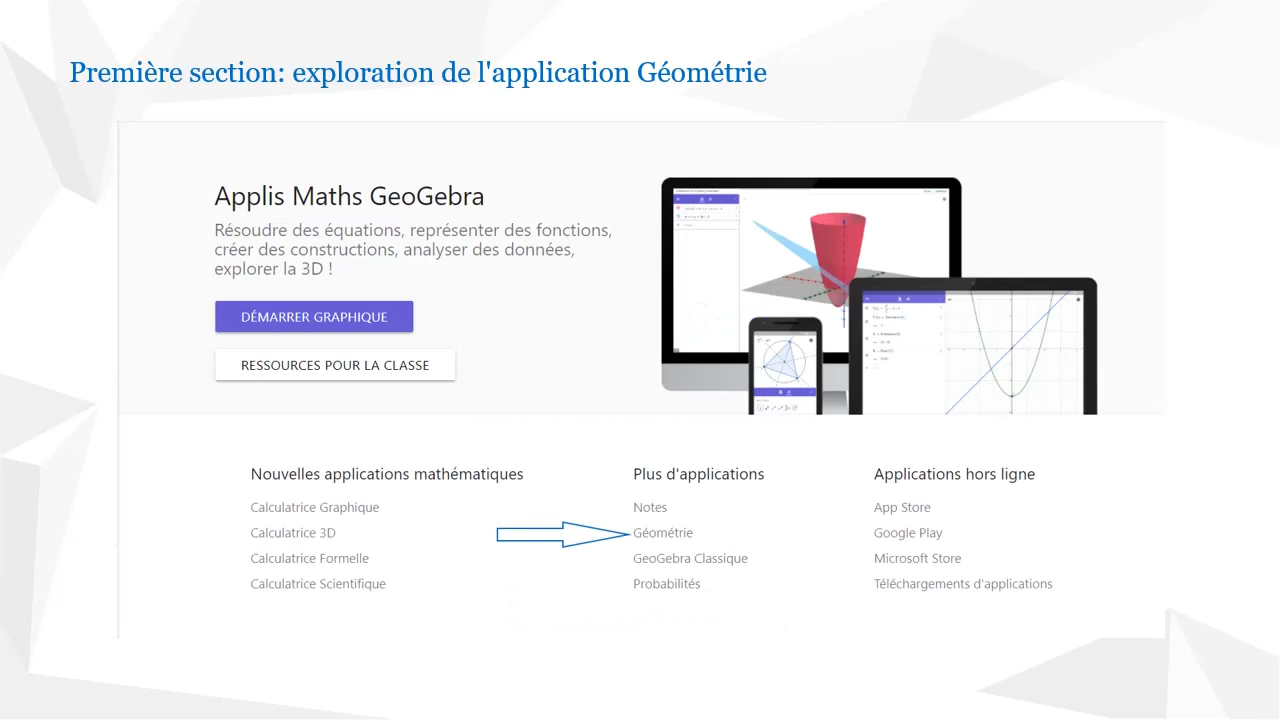 Première section: exploration de l'application Géométrie
Applis Maths GeoGebra
Résoudre des équations, représenter des fonctions,
créer des constructions, analyser des données,
explorer la 3D !
DÉMARRER GRAPHIQUE
RESSOURCES POUR LA CLASSE
Nouvelles applications mathématiques
Calculatrice Graphique
Calculatrice 3D
Calculatrice Formelle
Calculatrice Scientifique
Plus d'applications
Notes
Géométrie
GeoGebra Classique
Probabilités
Applications hors ligne
App Store
Google Play
Microsoft Store
Téléchargements d'applications